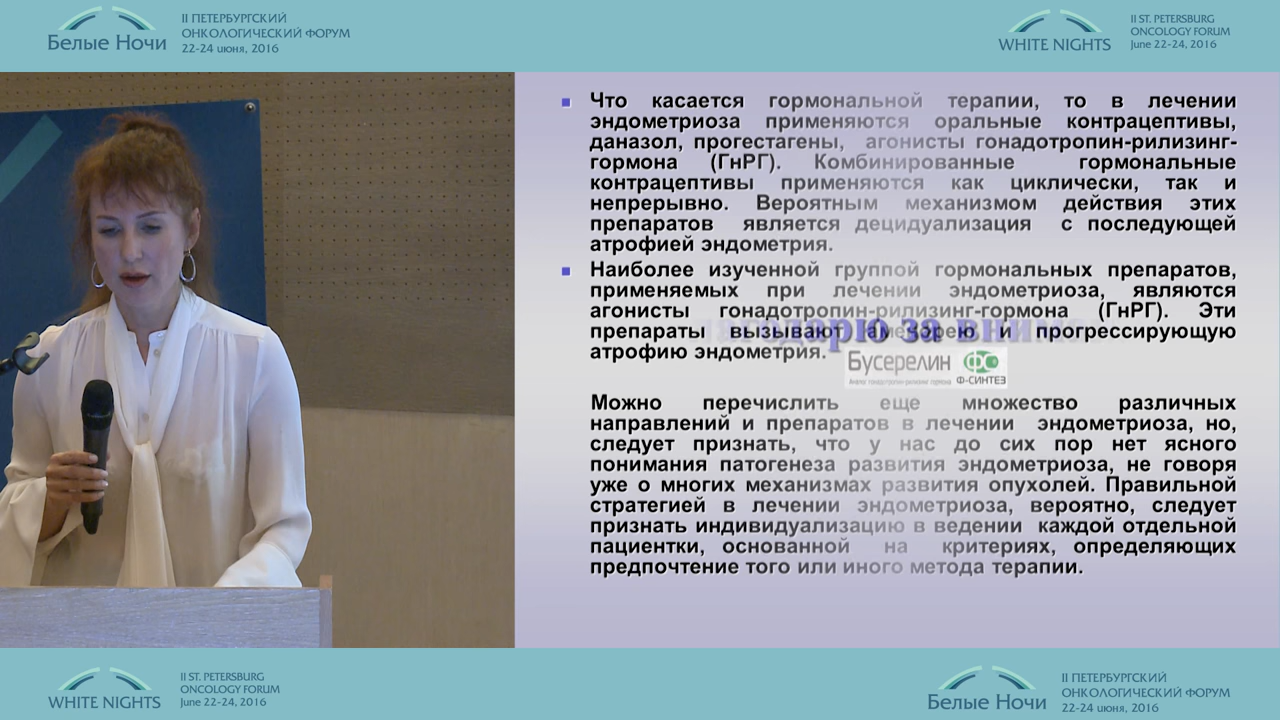 Белые Ночи
II ПЕТЕРБУРГСКИЙ
ОНКОЛОГИЧЕСКИЙ ФОРУМ
22-24 июня, 2016
WHITE NIGHTS
II ST. PETERSBURG
ONCOLOGY FORUM
June 22-24, 2016
Что касается гормональной терапии, то в лечении
эндометриоза применяются оральные контрацептивы,
даназол, прогестагены, агонисты гонадотропин-рилизинг-
гормона (ГнРГ). Комбинированные гормональные
контрацептивы применяются как циклически, так и
непрерывно. Вероятным механизмом действия этих
препаратов является децидуализация с последующей
атрофией эндометрия.
Наиболее изученной группой гормональных препаратов,
применяемых при лечении эндометриоза, являются
агонисты гонадотропин-рилизинг-гормона (ГнРГ). Эти
препараты вызывают аменорею и прогрессирующую
за
атрофию эндометрия.
Бусерелин
Ф-СИНТЕЗ
Можно перечислить еще множество различных
направлений и препаратов в лечении эндометриоза, но,
следует признать, что у нас до сих пор нет ясного
понимания патогенеза развития эндометриоза, не говоря
уже о многих механизмах развития опухолей. Правильной
стратегией в лечении эндометриоза, вероятно, следует
признать индивидуализацию в ведении каждой отдельной
пациентки, основанной на критериях, определяющих
предпочтение того или иного метода терапии.
WHITE NIGHTS
II ST. PETERSBURG
ONCOLOGY FORUM
June 22-24, 2016
Белые Ночи
II ПЕТЕРБУРГСКИЙ
ОНКОЛОГИЧЕСКИЙ ФОРУМ
22-24 июня, 2016